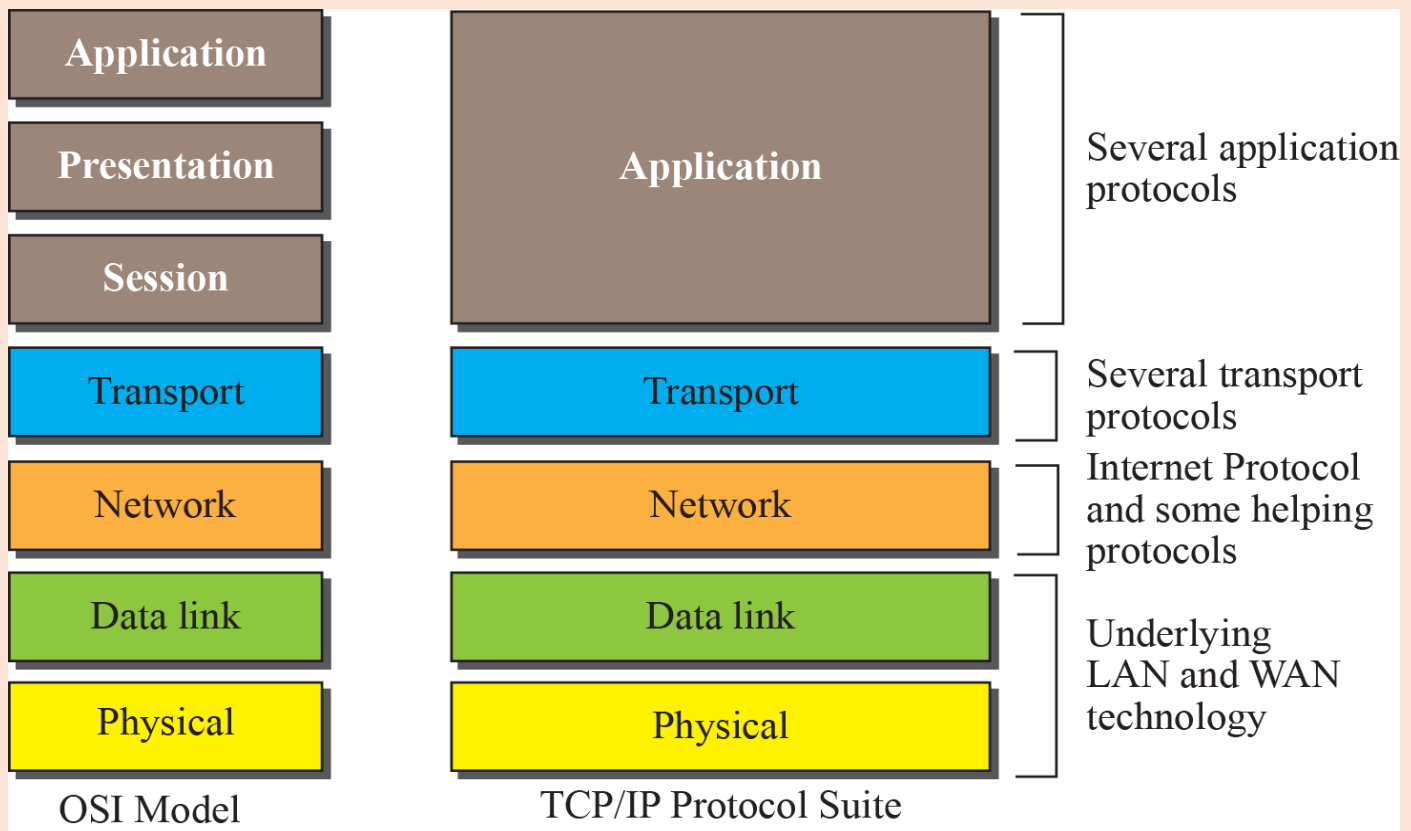 Application
Presentation
Session
Transport
Network
Data link
Physical
OSI Model
Application
Transport
Network
Data link
Physical
TCP/IP Protocol Suite
Several application
protocols
Several transport
protocols
Internet Protocol
and some helping
protocols
Underlying
LAN and WAN
technology